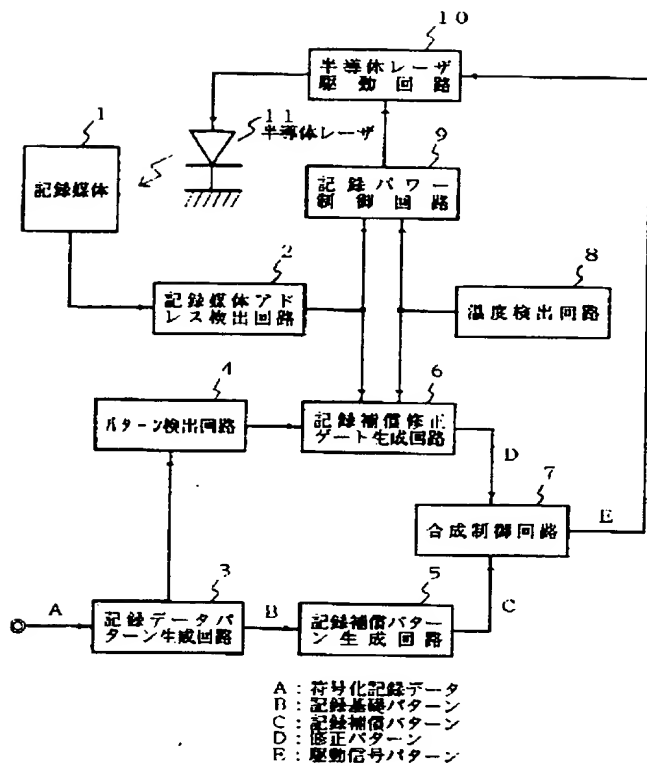 10
半導体レーザ
駆動回路
1
11
半導体レーザ
9
記録媒体
記録パワー
制御回路
2
8
記録媒体アド
レス検出回路
温度検出回路
4
6
パターン検出回路
記録補償修正
ゲート生成回路
D
7
合成制御回路
E
3
5
C
A
記録データパ
ターン生成回路
B
記録補償パター
ン生成回路
A:符号化記録データ
B:記録基礎パターン
C:記録補償パターン
D:修正パターン
E:駆動信号パターン